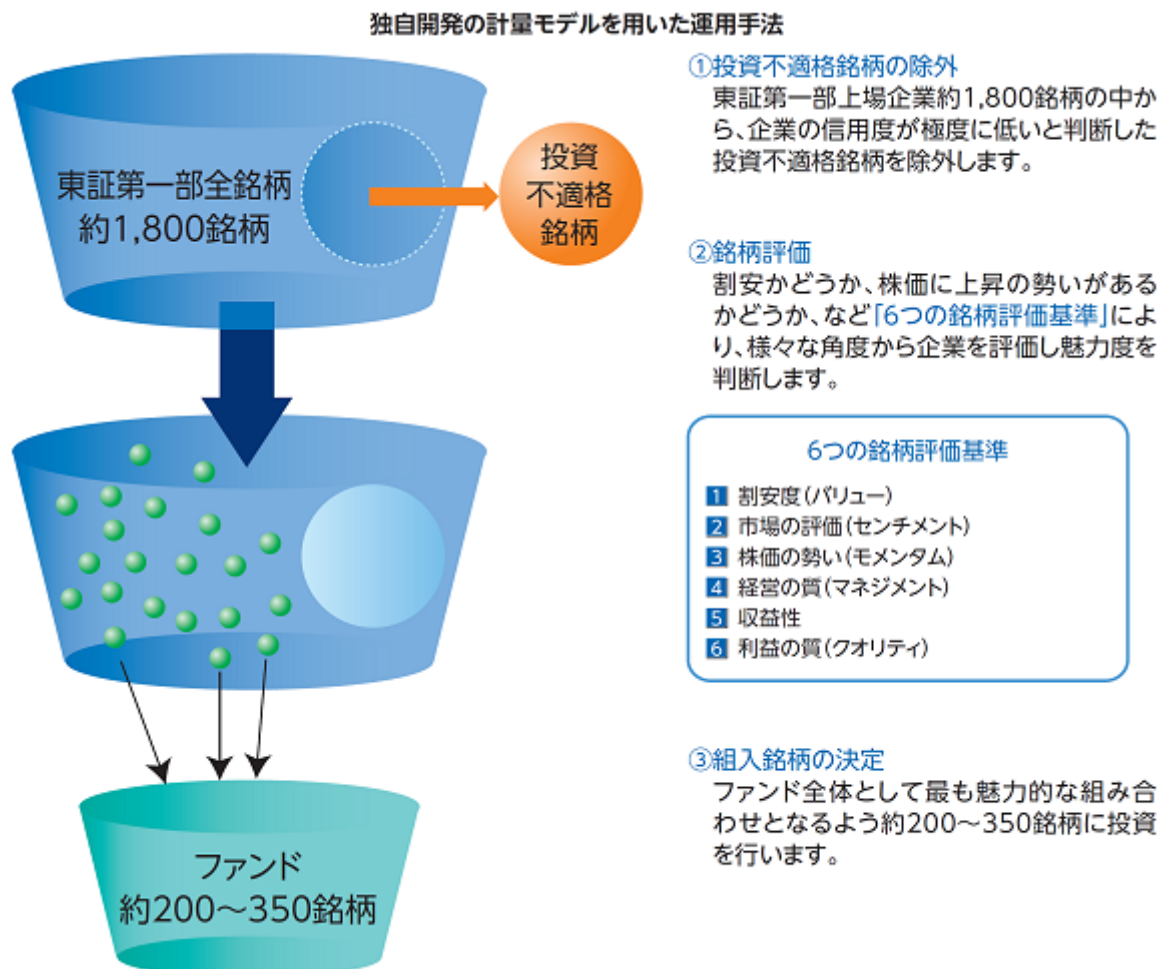 独自開発の計量モデルを用いた運用手法
東証第一部全銘柄
約1,800銘柄
投資
不適格
銘柄
①投資不適格銘柄の除外
東証第一部上場企業約1,800銘柄の中か
ら、企業の信用度が極度に低いと判断した
投資不適格銘柄を除外します。
②銘柄評価
割安かどうか、株価に上昇の勢いがある
かどうか、など「6つの銘柄評価基準」によ
り、様々な角度から企業を評価し魅力度を
判断します。
6つの銘柄評価基準
1 割安度(バリュー)
2 市場の評価(センチメント)
3 株価の勢い(モメンタム)
4 経営の質(マネジメント)
5 収益性
6 利益の質(クオリティ)
③組入銘柄の決定
ファンド全体として最も魅力的な組み合
わせとなるよう約200～350銘柄に投資
を行います。
ファンド
約200～350銘柄